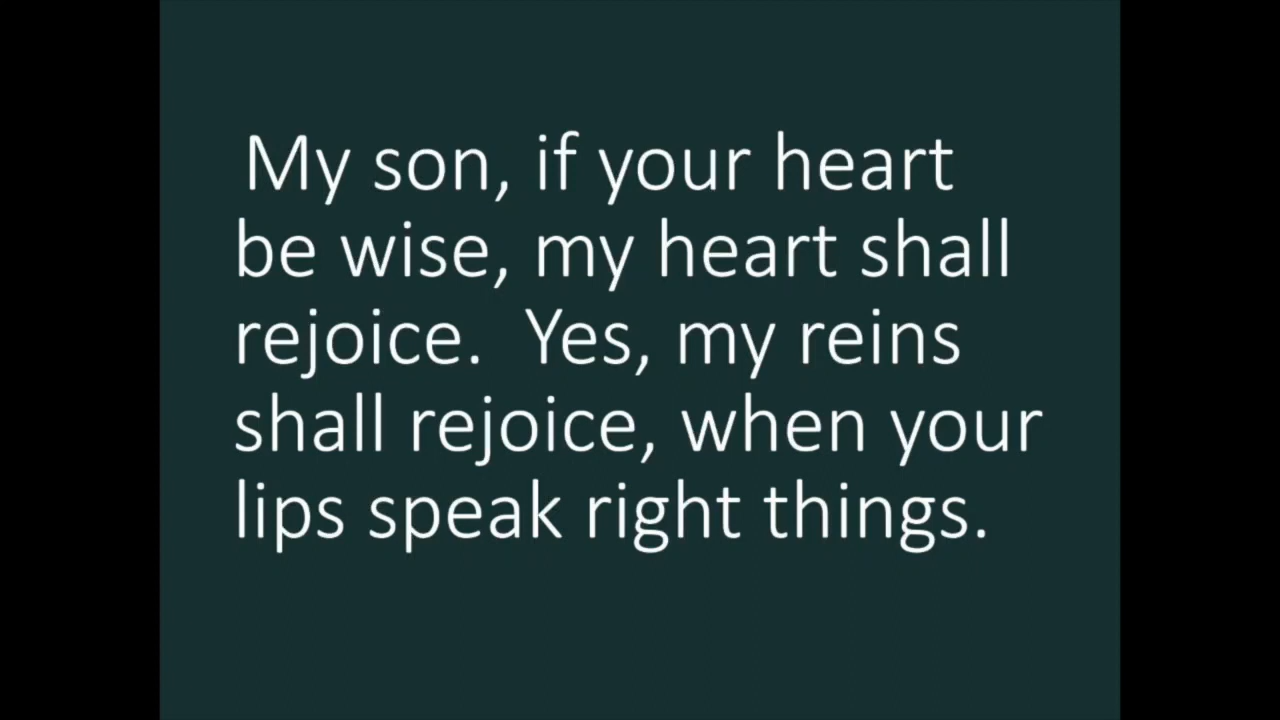 My son, if your heart
be wise, my heart shall
rejoice.  Yes, my reins
shall rejoice, when your
lips speak right things.